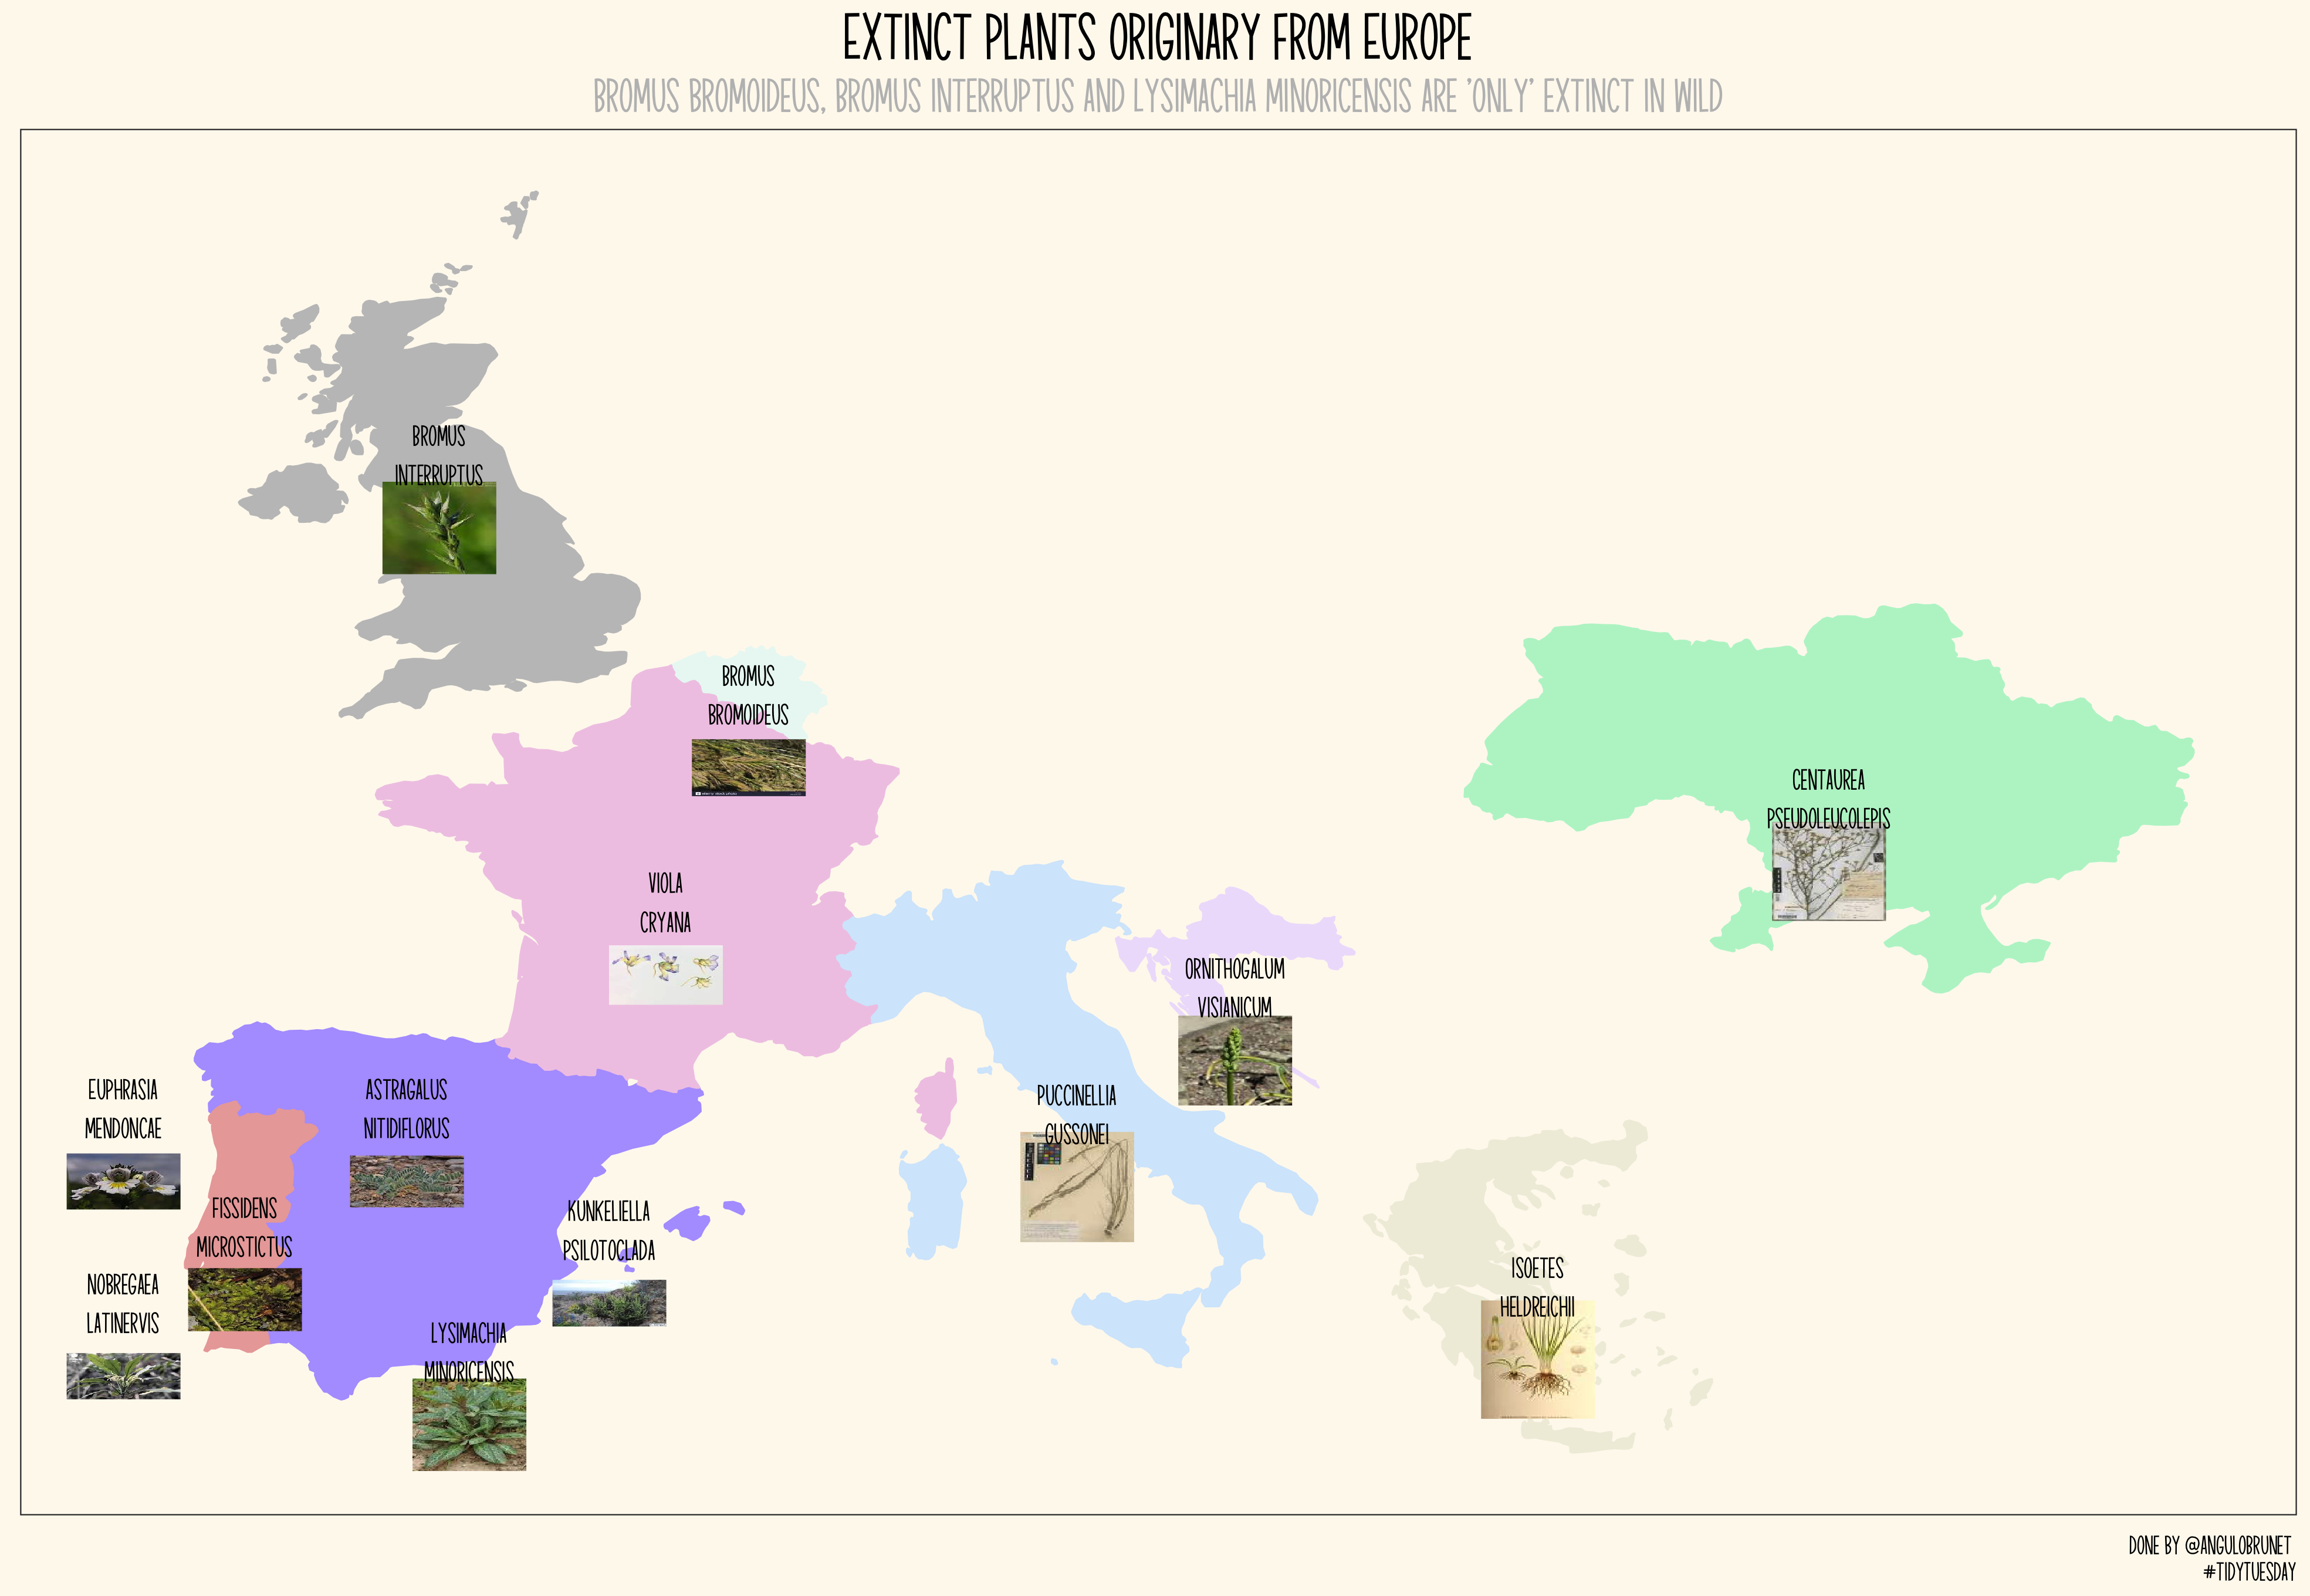 EXTINCT PLANTS ORIGINARY FROM EUROPE
BROMUS BROMOIDEUS, BROMUS INTERRUPTUS AND LYSIMACHIA MINORICENSIS ARE 'ONLY' EXTINCT IN WILD
BROMUS
INTERRUPTUS
BROMUS
BROMOIDEUS
CENTAUREA
PSEUDOLEUCOLEPIS
VIOLA
CRYANA
ORNITHOGALUM
VISIANICUM
EUPHRASIA
MENDONCAE
ASTRAGALUS
NITIDIFLORUS
PUCCINELLIA
GUSSONEI
FISSIDENS
MICROSTICTUS
KUNKELIELLA
PSILOTOCLADA
NOBREGAEA
LATINERVIS
ISOETES
HELDREICHII
LYSIMACHIA
MINORICENSIS
DONE BY @ANGULOBRUNET
#TIDYTUESDAY